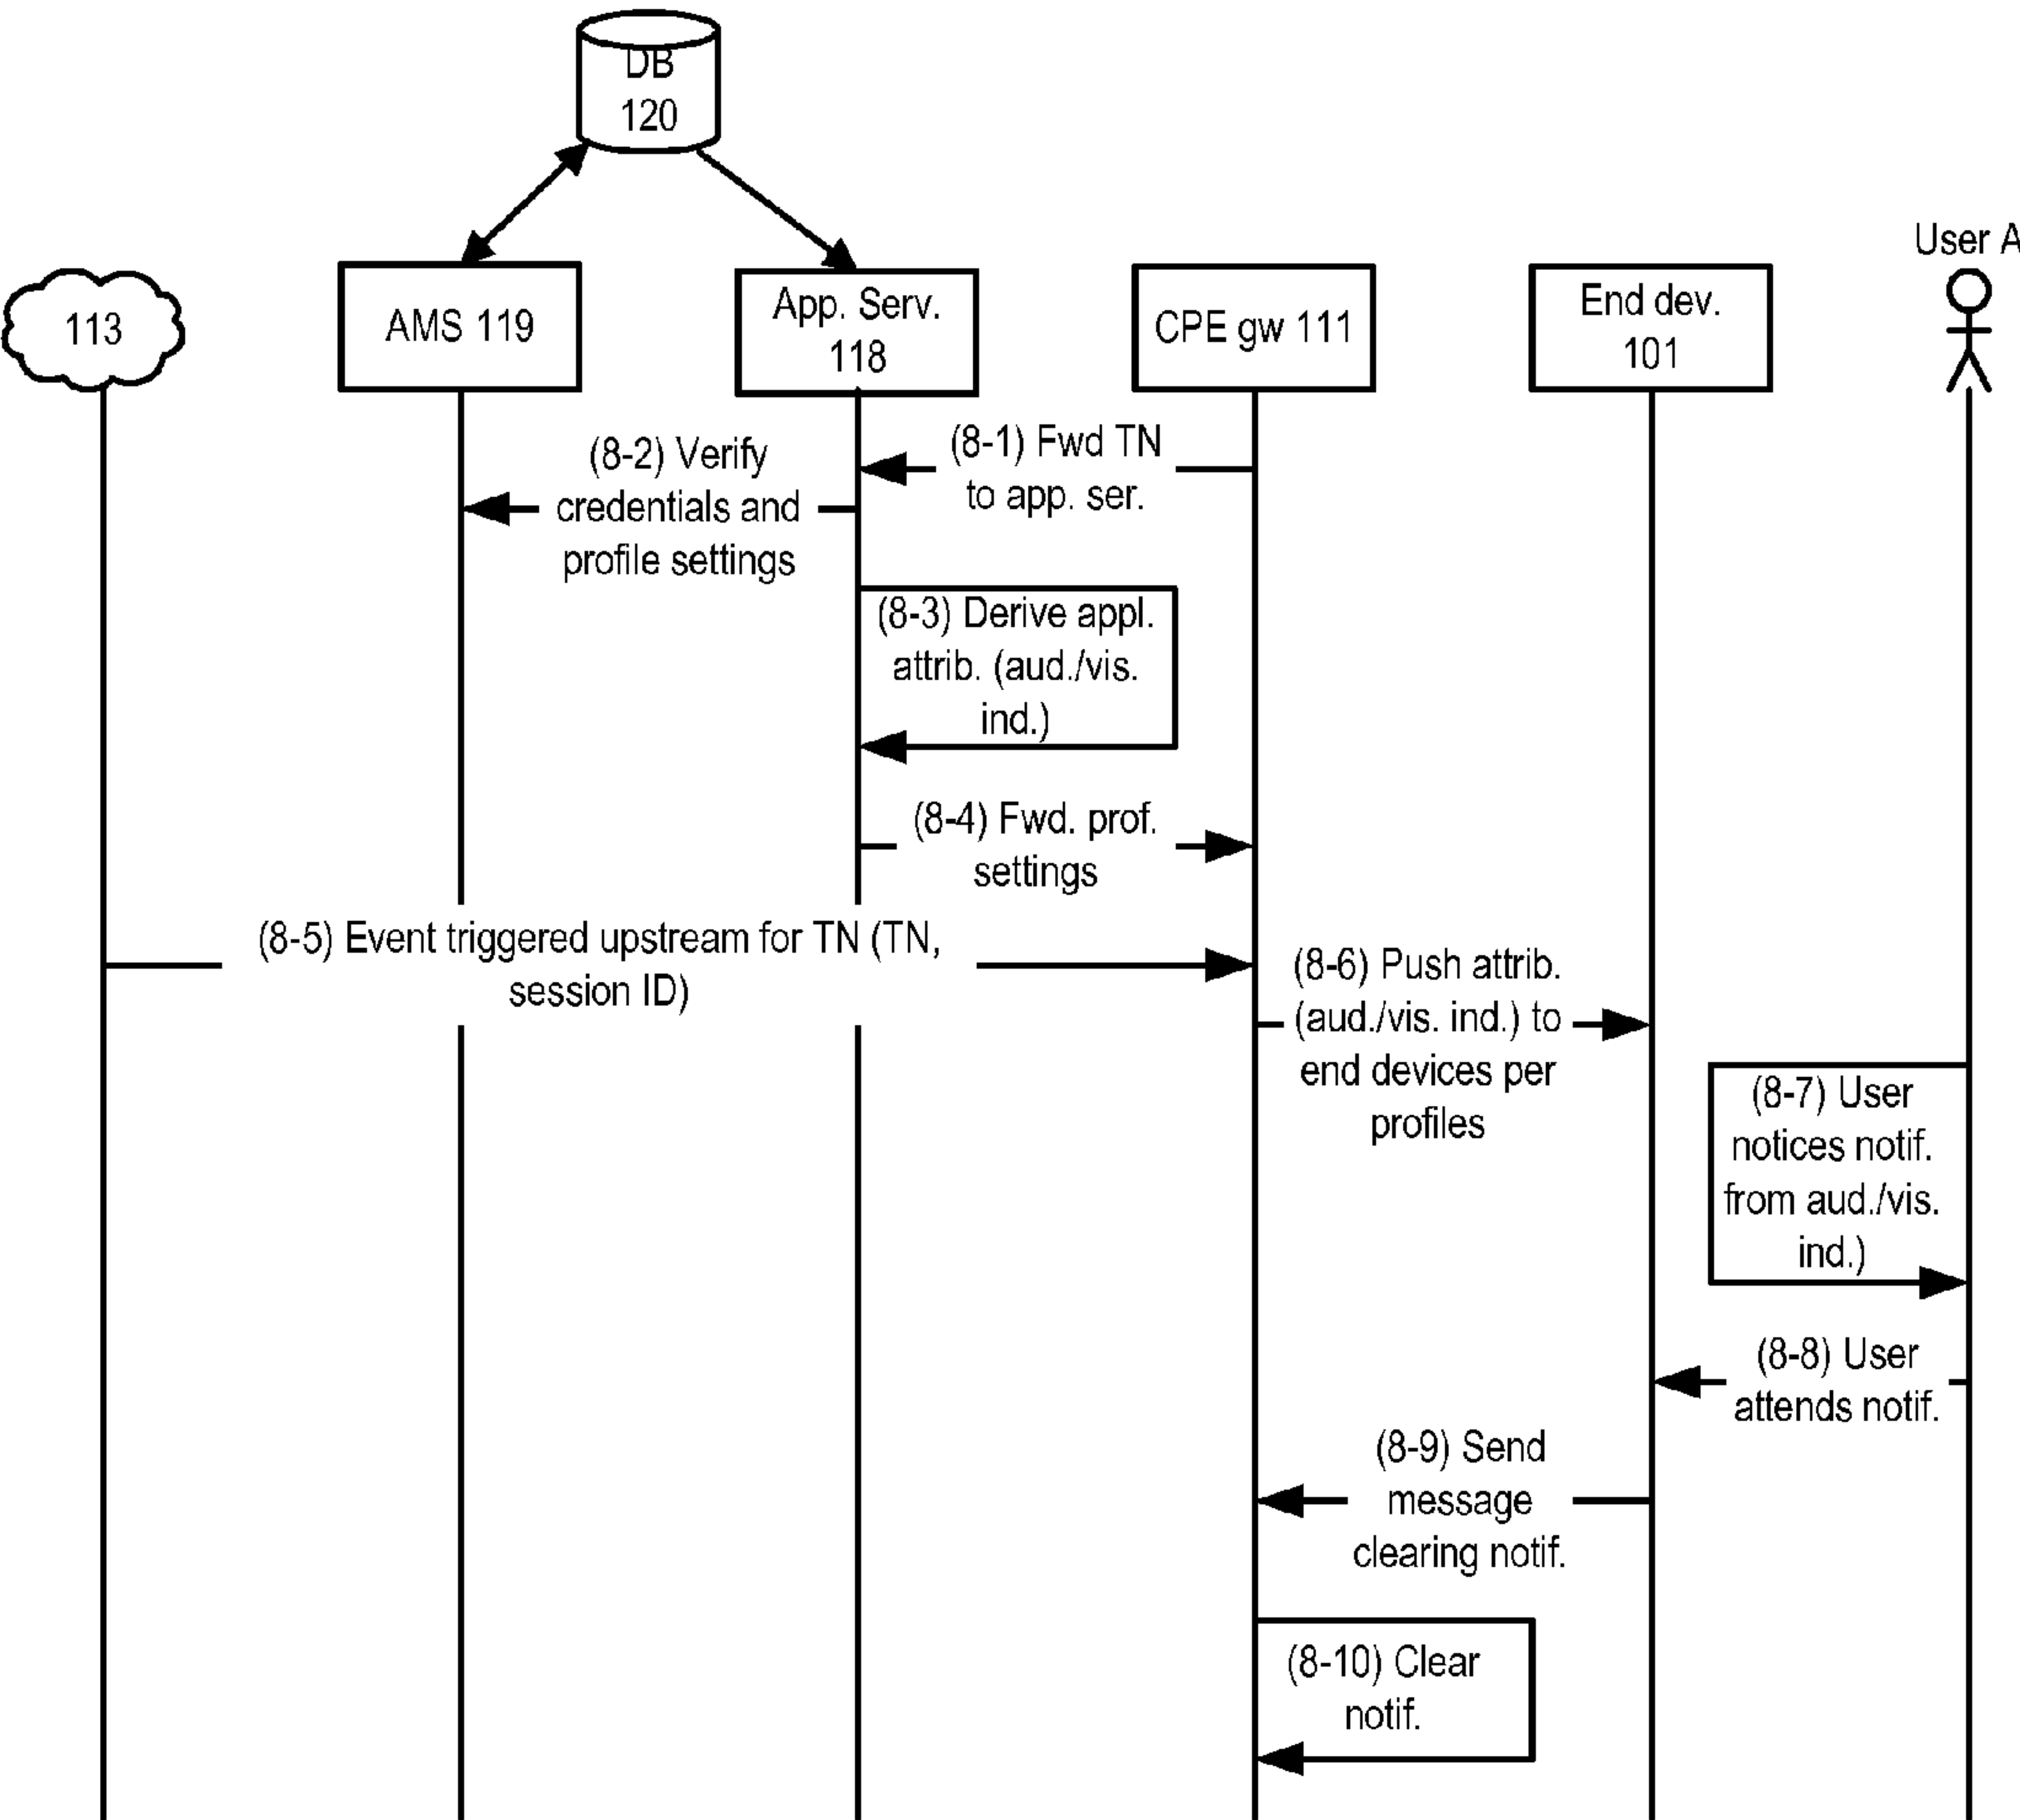 DB
120
User A
113
AMS 119
App. Serv.
118
CPE gw 111
End dev.
101
(8-1) Fwd TN
to app. ser.
(8-2) Verify
credentials and
profile settings
(8-3) Derive appl.
attrib. (aud./vis.
ind.)
(8-4) Fwd. prof.
settings
(8-5) Event triggered upstream for TN (TN,
session ID)
(8-6) Push attrib.
(aud./vis. ind.) to
end devices per
profiles
(8-7) User
notices notif.
from aud./vis.
ind.)
(8-8) User
attends notif.
(8-9) Send
message
clearing notif.
(8-10) Clear
notif.